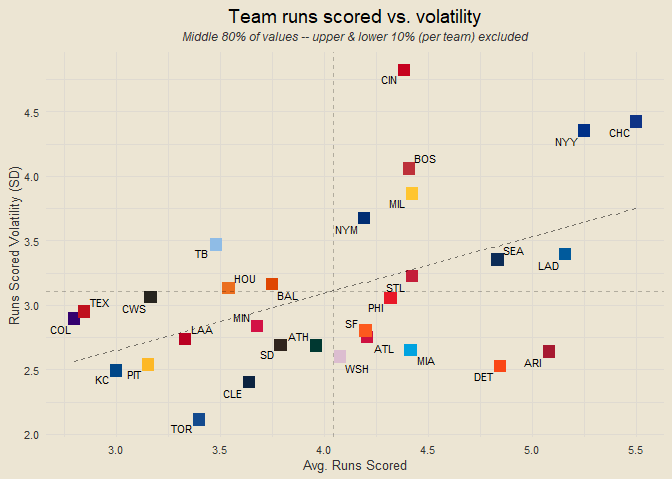 Team runs scored vs. volatility
Middle 80% of values -- upper & lower 10% (per team) excluded
CIN
NYY
CHC
BOS
MIL
NYM
TB
SEA
LAD
HOU
BAL
STL
PHI
CWS
TEX
COL
LAA
MIN
SD
ATH
SF
ATL
WSH
MIA
ARI
DET
KC
PIT
CLE
TOR
4.5
4.0
3.5
3.0
2.5
2.0
Runs Scored Volatility (SD)
3.0 3.5 4.0 4.5 5.0 5.5
Avg. Runs Scored